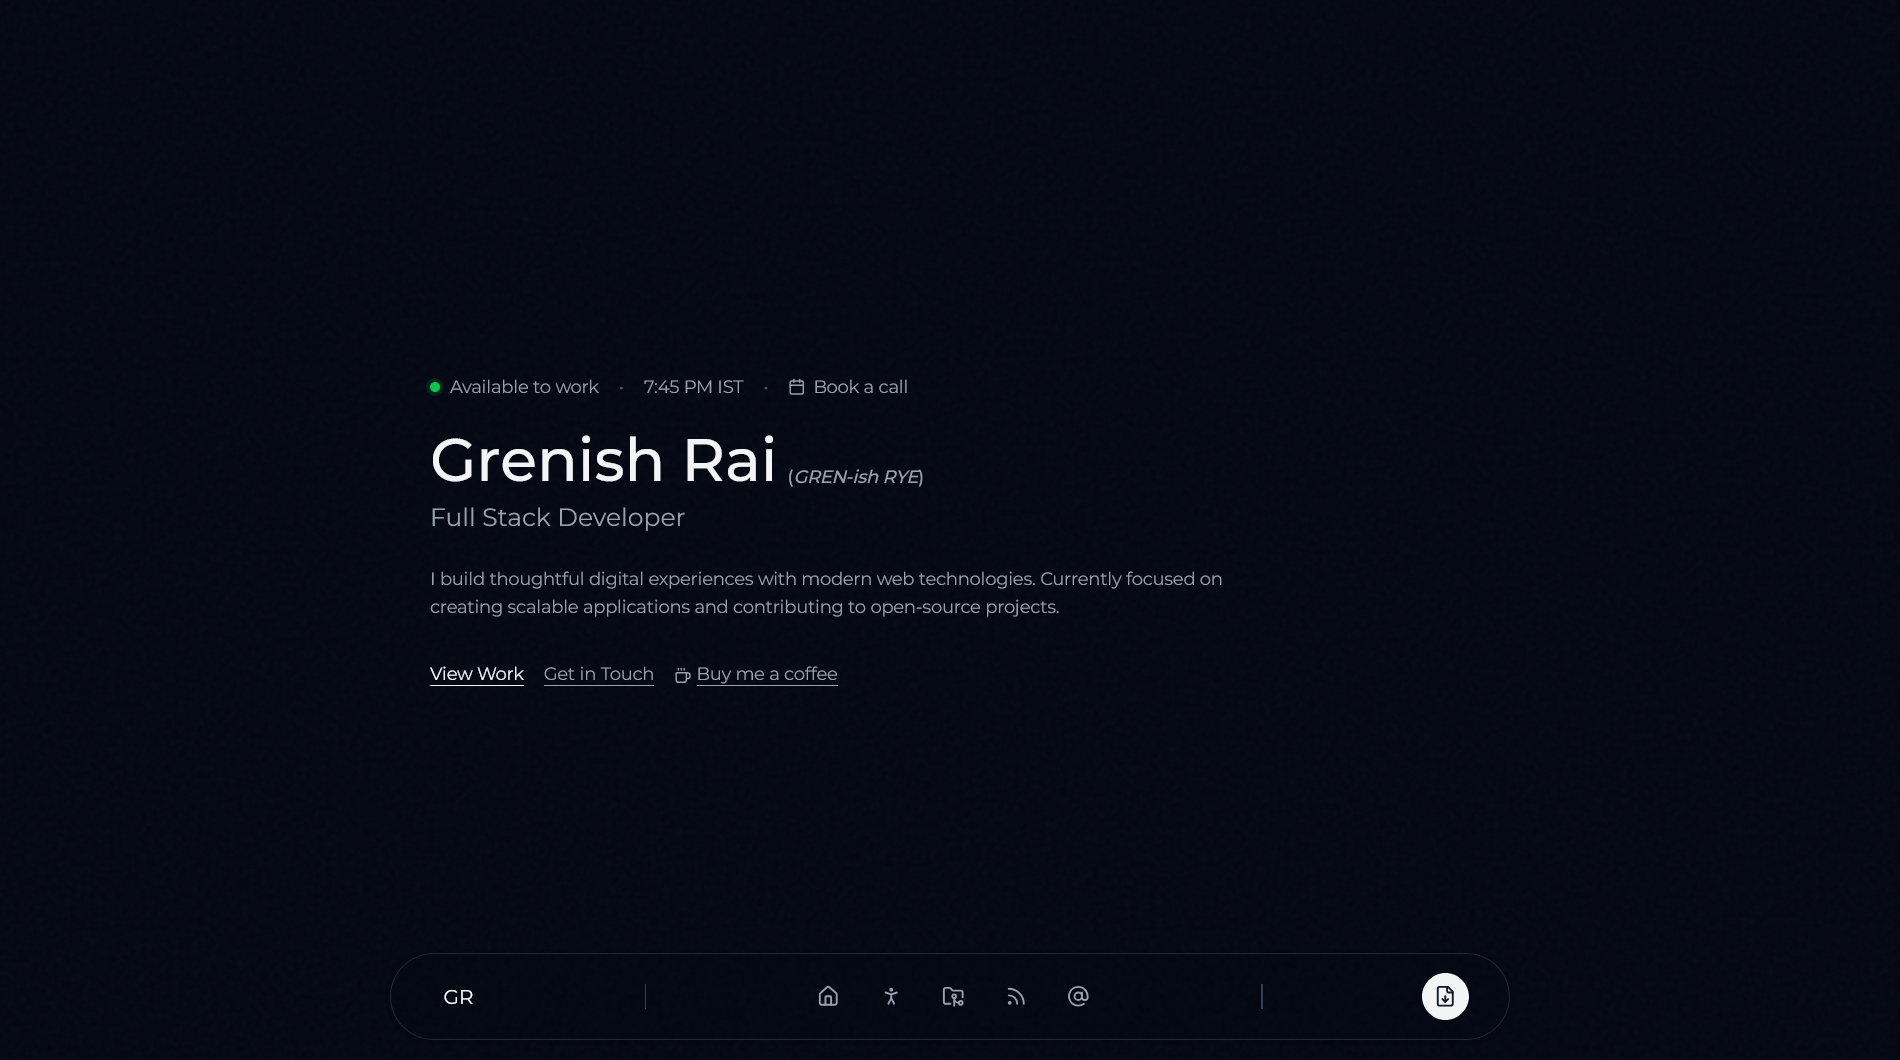 Available to work · 7:45 PM IST · Book a call
Grenish Rai (GREN-ish RYE)
Full Stack Developer
I build thoughtful digital experiences with modern web technologies. Currently focused on
creating scalable applications and contributing to open-source projects.
View Work Get in Touch Buy me a coffee
GR